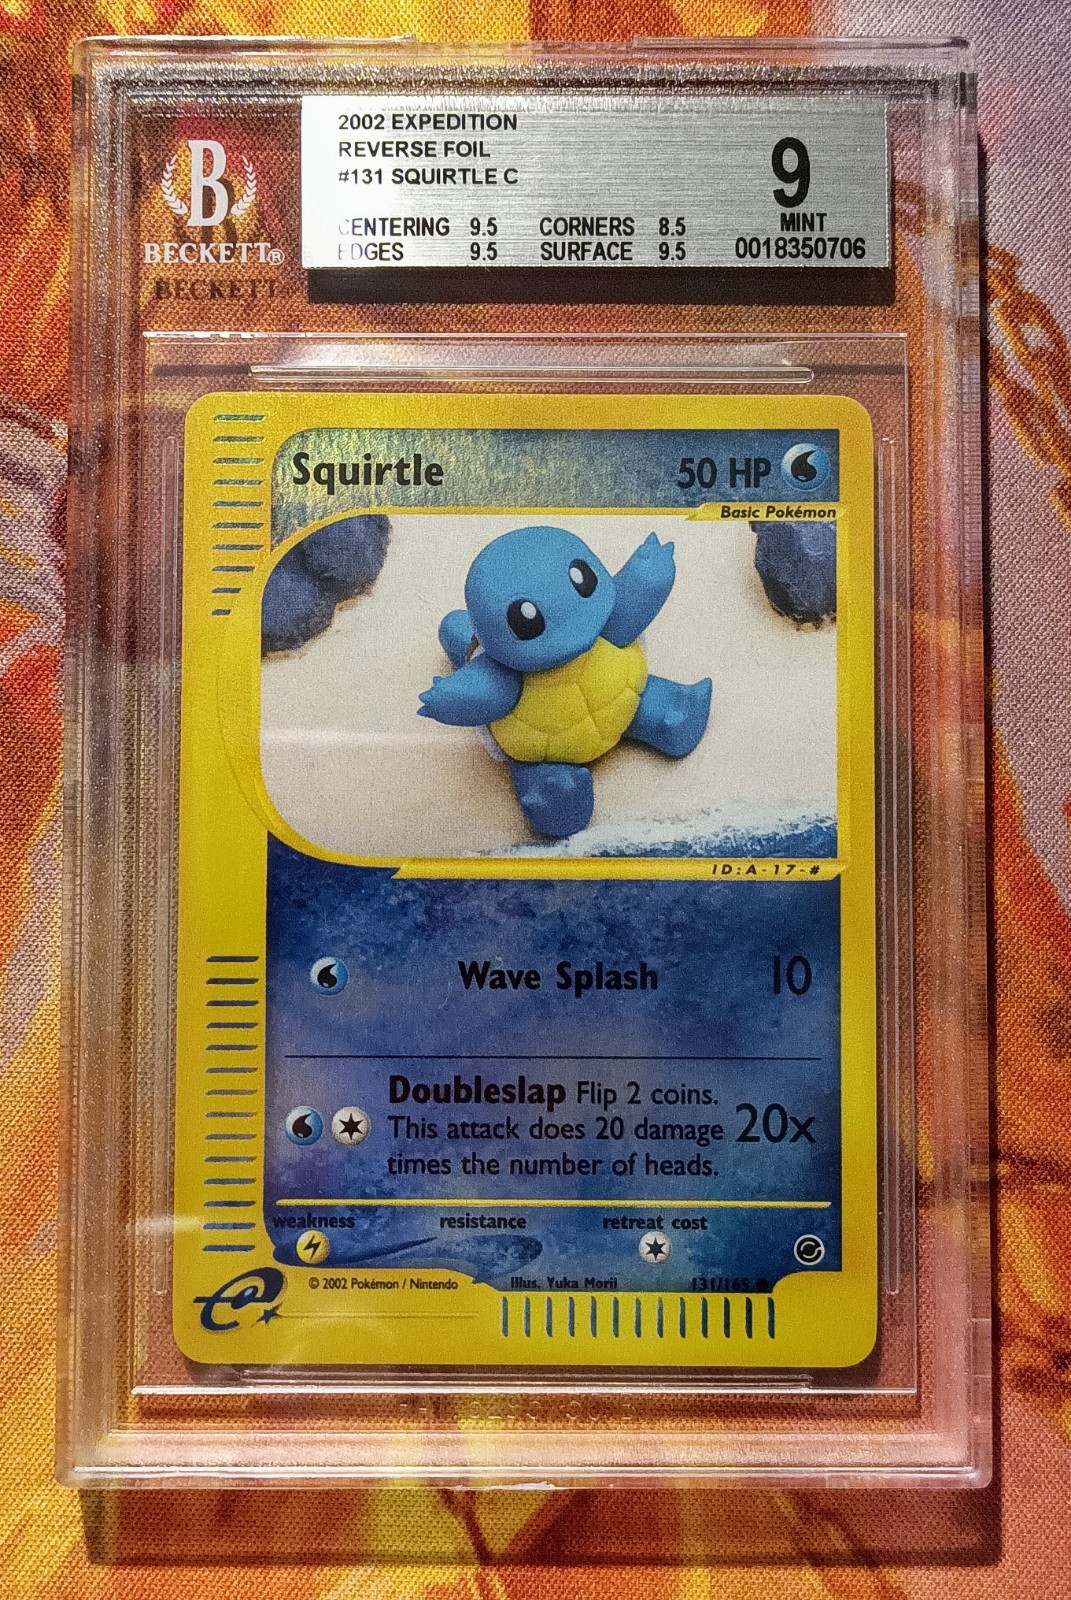 2002 EXPEDITION
REVERSE FOIL
#131 SQUIRTLE C
9
MINT
CENTERING 9.5 CORNERS 8.5
EDGES 9.5 SURFACE 9.5
0018350706
B
BECKETT®
Squirtle 50 HP
Basic Pokémon
ID:A-17-#
Wave Splash 10
Doubleslap Flip 2 coins.
This attack does 20 damage 20x
times the number of heads.
weakness resistance retreat cost
e
© 2002 Pokémon / Nintendo Illus. Yuka Morii 131/165